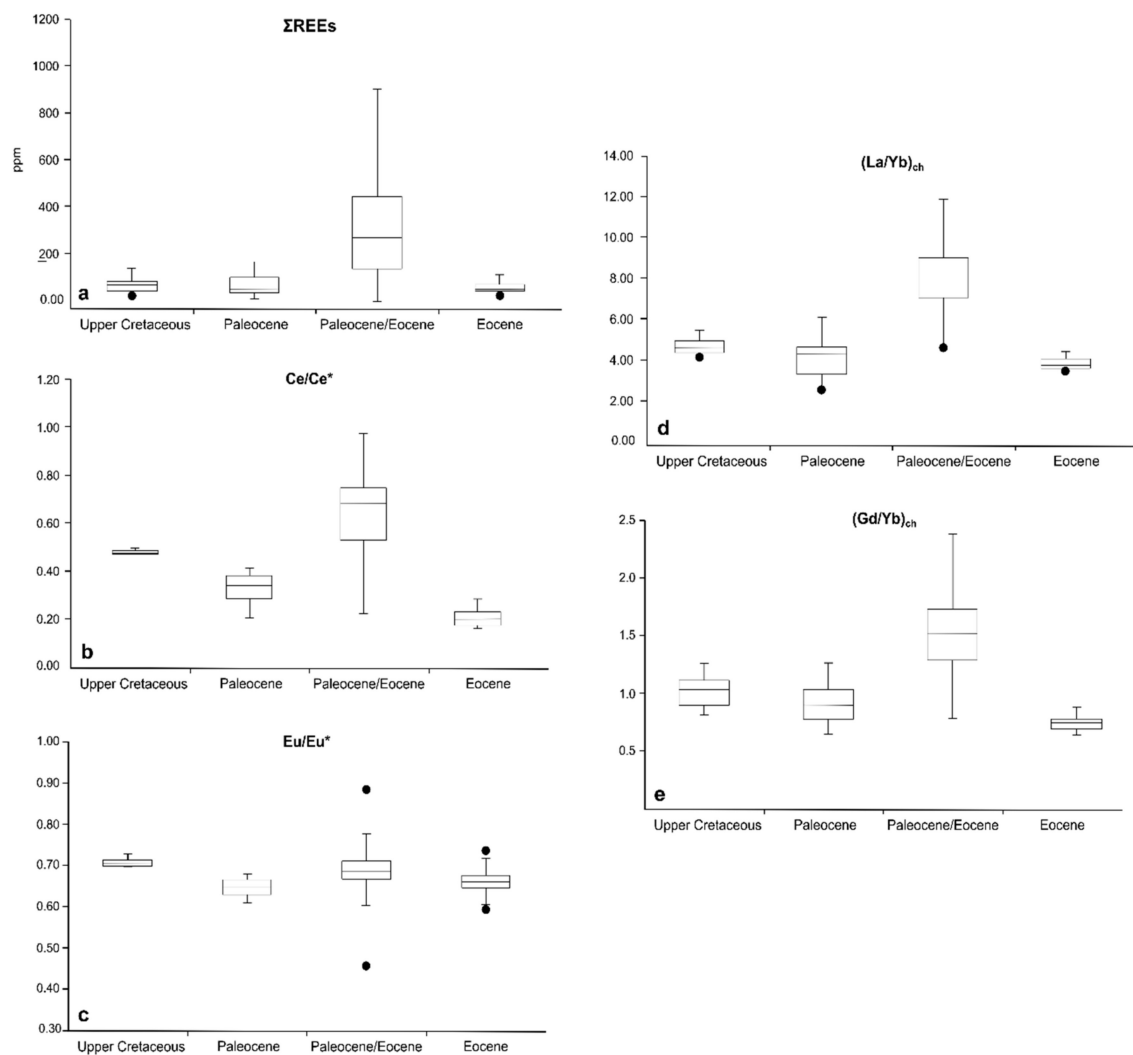 ΣREEs
1200
1000
800
600
400
200
0.00
ppm
a
Upper Cretaceous Paleocene Paleocene/Eocene Eocene
Ce/Ce*
1.20
1.00
0.80
0.60
0.40
0.20
0.00
b
Upper Cretaceous Paleocene Paleocene/Eocene Eocene
Eu/Eu*
1.00
0.90
0.80
0.70
0.60
0.50
0.40
0.30
c
Upper Cretaceous Paleocene Paleocene/Eocene Eocene
(La/Yb)ch
14.00
12.00
10.00
8.00
6.00
4.00
2.00
0.00
d
Upper Cretaceous Paleocene Paleocene/Eocene Eocene
(Gd/Yb)ch
2.5
2.0
1.5
1.0
0.5
e
Upper Cretaceous Paleocene Paleocene/Eocene Eocene